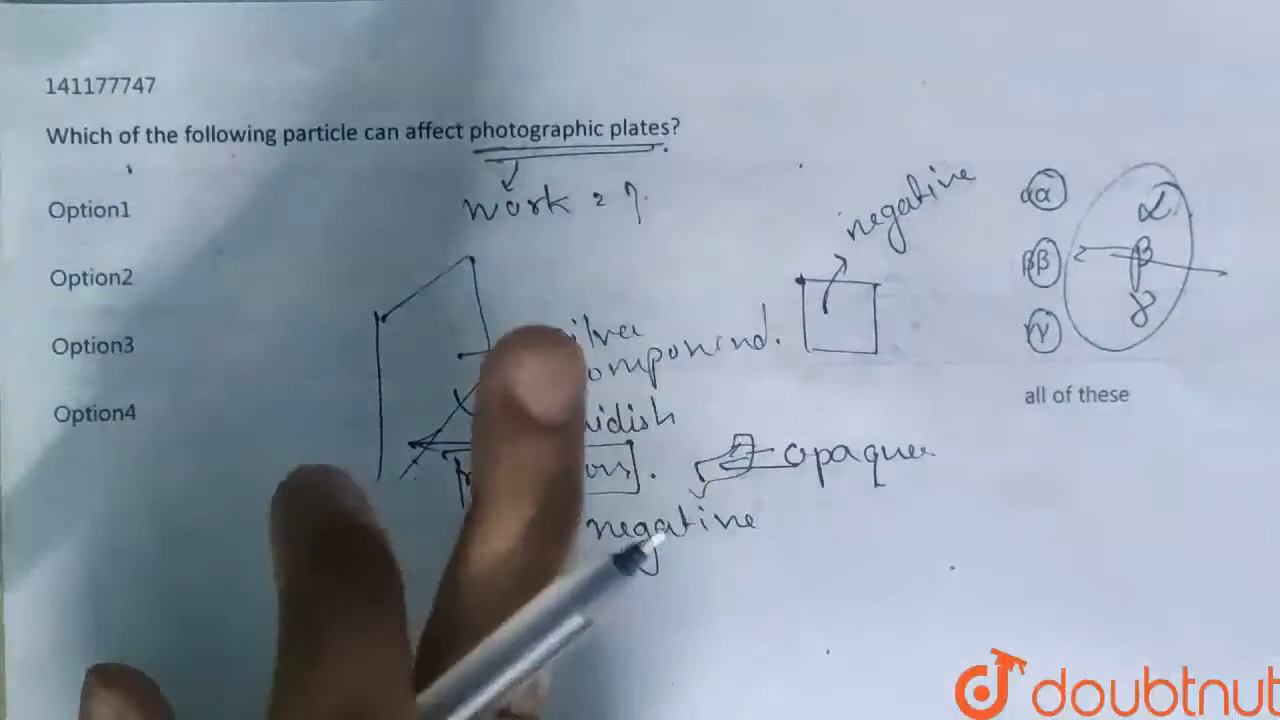 141177747
Which of the following particle can affect photographic plates?
Option1
Option2
Option3
Option4
work = ?
negative
α
ββ
γ
α
β
γ
all of these
opaque
negative
doubtnut